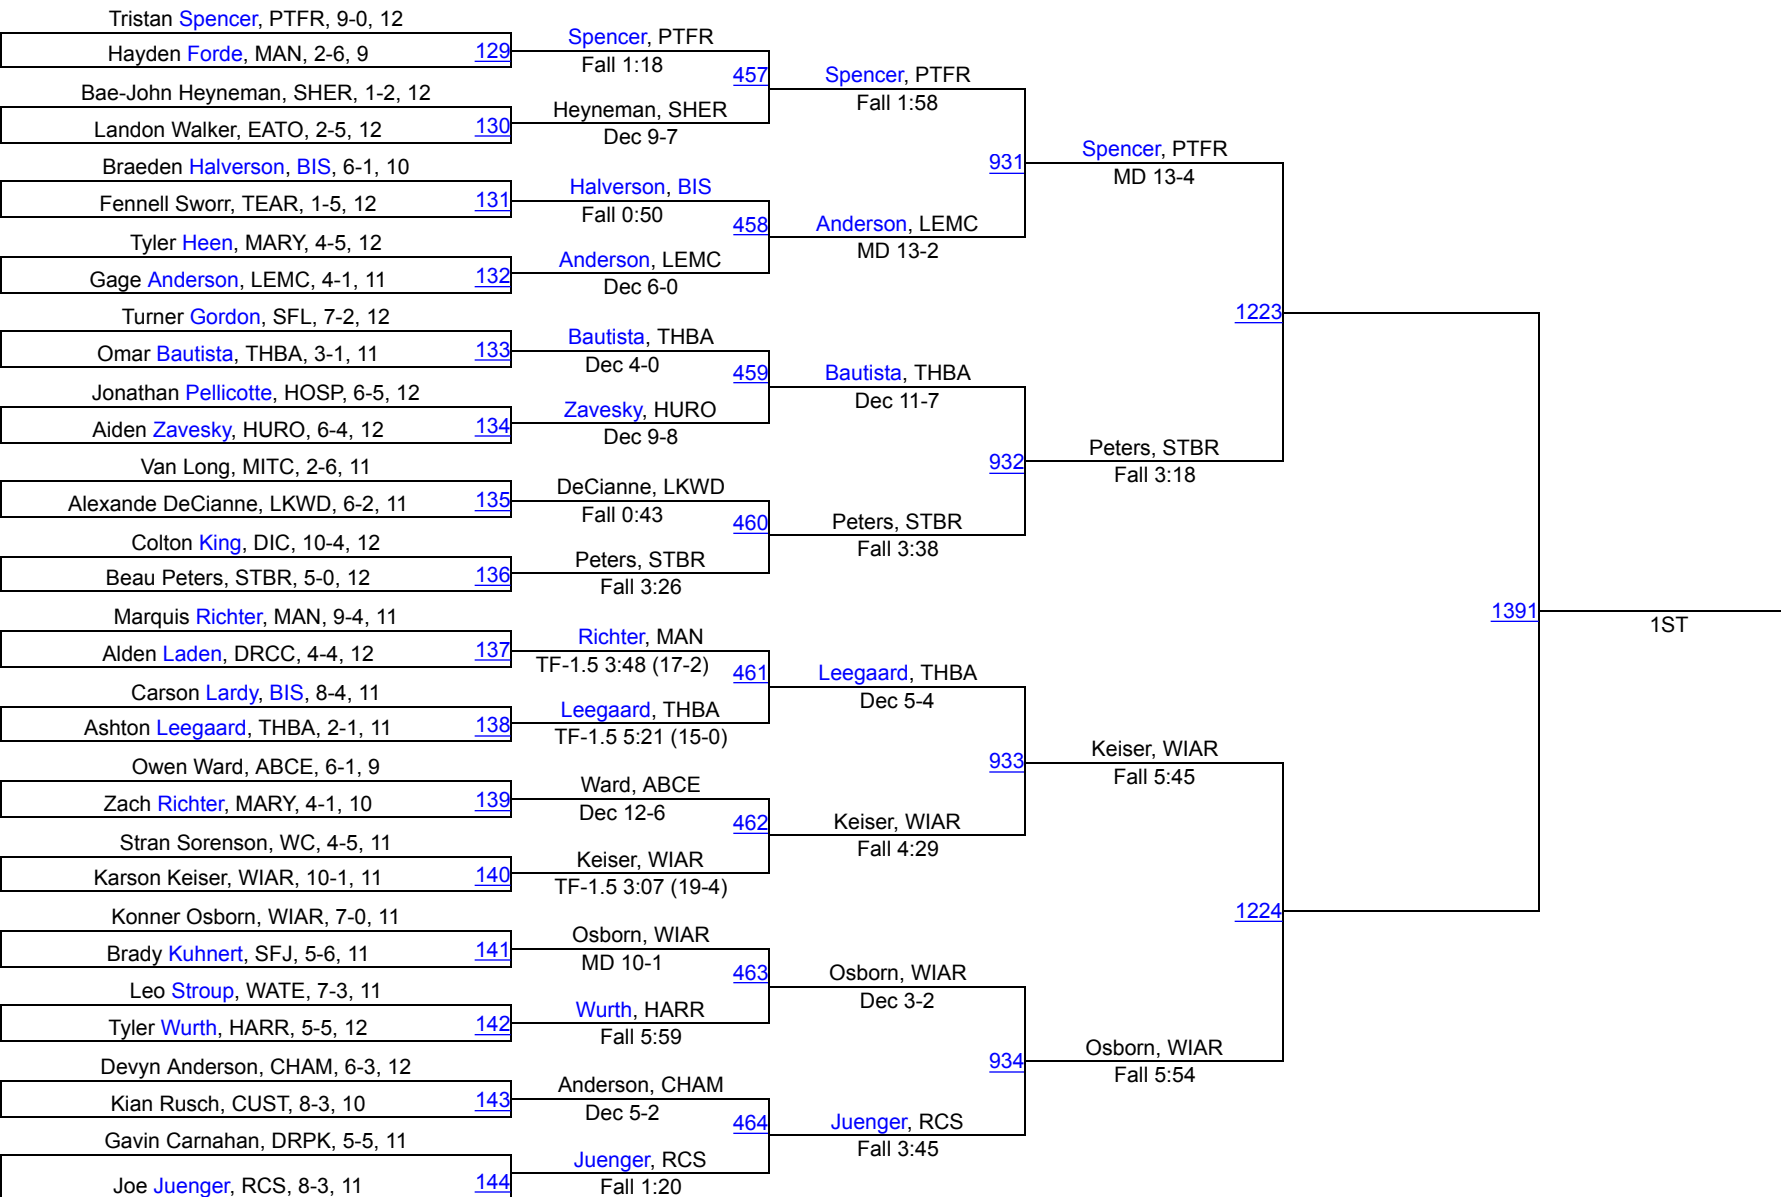 Tristan Spencer, PTFR, 9-0, 12
Hayden Forde, MAN, 2-6, 9
129
Bae-John Heyneman, SHER, 1-2, 12
Landon Walker, EATO, 2-5, 12
130
Braeden Halverson, BIS, 6-1, 10
Fennell Sworr, TEAR, 1-5, 12
131
Tyler Heen, MARY, 4-5, 12
Gage Anderson, LEMC, 4-1, 11
132
Turner Gordon, SFL, 7-2, 12
Omar Bautista, THBA, 3-1, 11
133
Jonathan Pellicotte, HOSP, 6-5, 12
Aiden Zavesky, HURO, 6-4, 12
134
Van Long, MITC, 2-6, 11
Alexande DeCianne, LKWD, 6-2, 11
135
Colton King, DIC, 10-4, 12
Beau Peters, STBR, 5-0, 12
136
Marquis Richter, MAN, 9-4, 11
Alden Laden, DRCC, 4-4, 12
137
Carson Lardy, BIS, 8-4, 11
Ashton Leegaard, THBA, 2-1, 11
138
Owen Ward, ABCE, 6-1, 9
Zach Richter, MARY, 4-1, 10
139
Stran Sorenson, WC, 4-5, 11
Karson Keiser, WIAR, 10-1, 11
140
Konner Osborn, WIAR, 7-0, 11
Brady Kuhnert, SFJ, 5-6, 11
141
Leo Stroup, WATE, 7-3, 11
Tyler Wurth, HARR, 5-5, 12
142
Devyn Anderson, CHAM, 6-3, 12
Kian Rusch, CUST, 8-3, 10
143
Gavin Carnahan, DRPK, 5-5, 11
Joe Juenger, RCS, 8-3, 11
144
Spencer, PTFR
Fall 1:18
457
Heyneman, SHER
Dec 9-7
Halverson, BIS
Fall 0:50
458
Anderson, LEMC
Dec 6-0
Bautista, THBA
Dec 4-0
459
Zavesky, HURO
Dec 9-8
DeCianne, LKWD
Fall 0:43
460
Peters, STBR
Fall 3:26
Richter, MAN
TF-1.5 3:48 (17-2)
461
Leegaard, THBA
TF-1.5 5:21 (15-0)
Ward, ABCE
Dec 12-6
462
Keiser, WIAR
TF-1.5 3:07 (19-4)
Osborn, WIAR
MD 10-1
463
Wurth, HARR
Fall 5:59
Anderson, CHAM
Dec 5-2
464
Juenger, RCS
Fall 1:20
Spencer, PTFR
Fall 1:58
931
Anderson, LEMC
MD 13-2
Bautista, THBA
Dec 11-7
932
Peters, STBR
Fall 3:38
Leegaard, THBA
Dec 5-4
933
Keiser, WIAR
Fall 4:29
Osborn, WIAR
Dec 3-2
934
Juenger, RCS
Fall 3:45
Spencer, PTFR
MD 13-4
1223
Peters, STBR
Fall 3:18
Keiser, WIAR
Fall 5:45
1224
Osborn, WIAR
Fall 5:54
1391
1ST